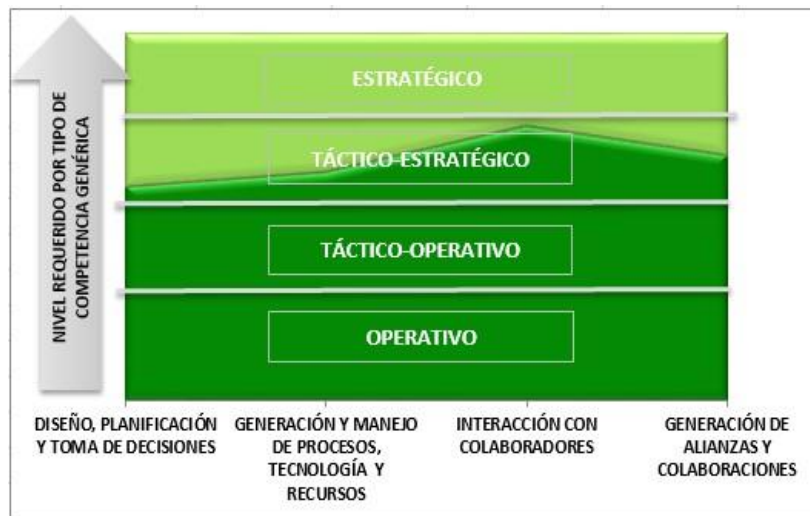 NIVEL REQUERIDO POR TIPO DE
COMPETENCIA GENÉRICA
ESTRATÉGICO
TÁCTICO-ESTRATÉGICO
TÁCTICO-OPERATIVO
OPERATIVO
DISEÑO, PLANIFICACIÓN
Y TOMA DE DECISIONES
GENERACIÓN Y MANEJO
DE PROCESOS,
TECNOLOGÍA Y
RECURSOS
INTERACCIÓN CON
COLABORADORES
GENERACIÓN DE
ALIANZAS Y
COLABORACIONES